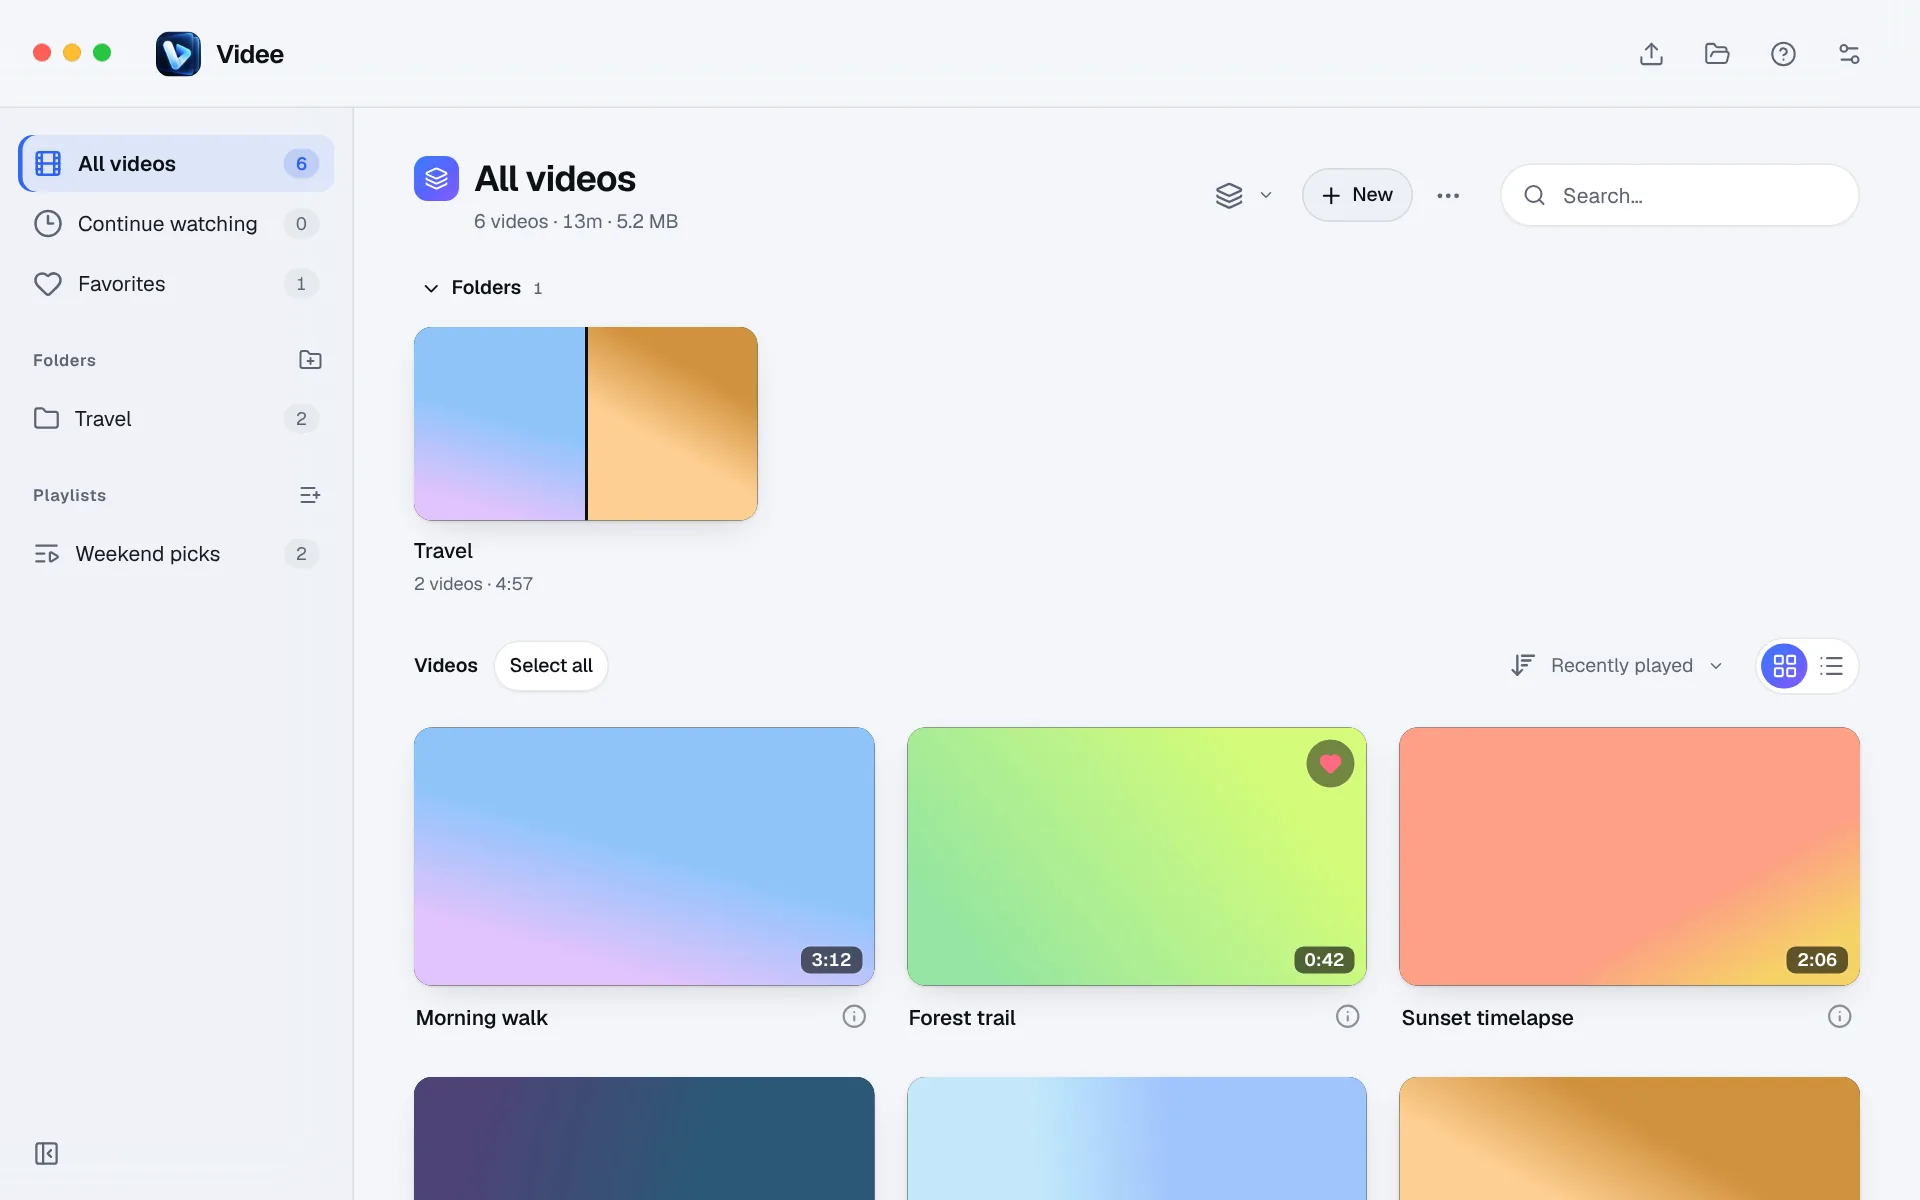 Videe
All videos 6
Continue watching 0
Favorites 1
Folders
Travel 2
Playlists
Weekend picks 2
All videos
6 videos · 13m · 5.2 MB
New
Search...
Folders 1
Travel
2 videos · 4:57
Videos
Select all
Recently played
3:12
0:42
2:06
Morning walk
Forest trail
Sunset timelapse